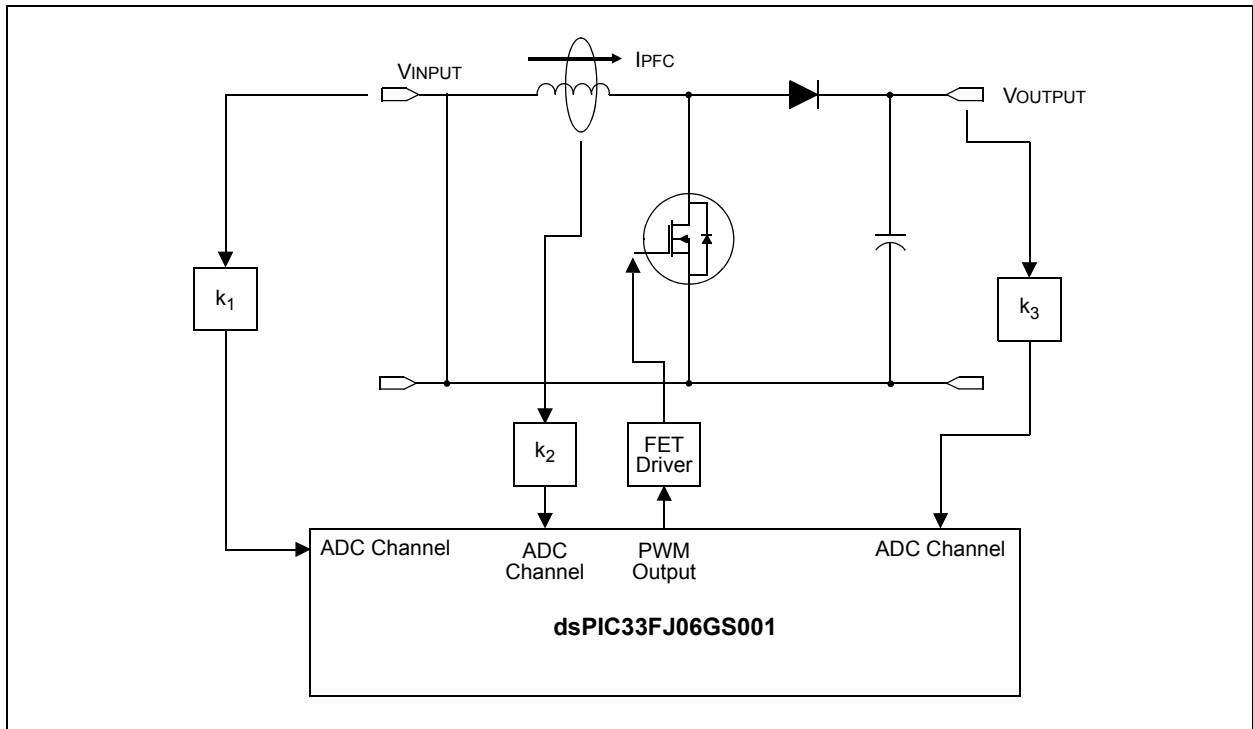 IPFC
VINPUT
VOUTPUT
k1
k3
k2
FET
Driver
ADC Channel
ADC
Channel
PWM
Output
ADC Channel
dsPIC33FJ06GS001